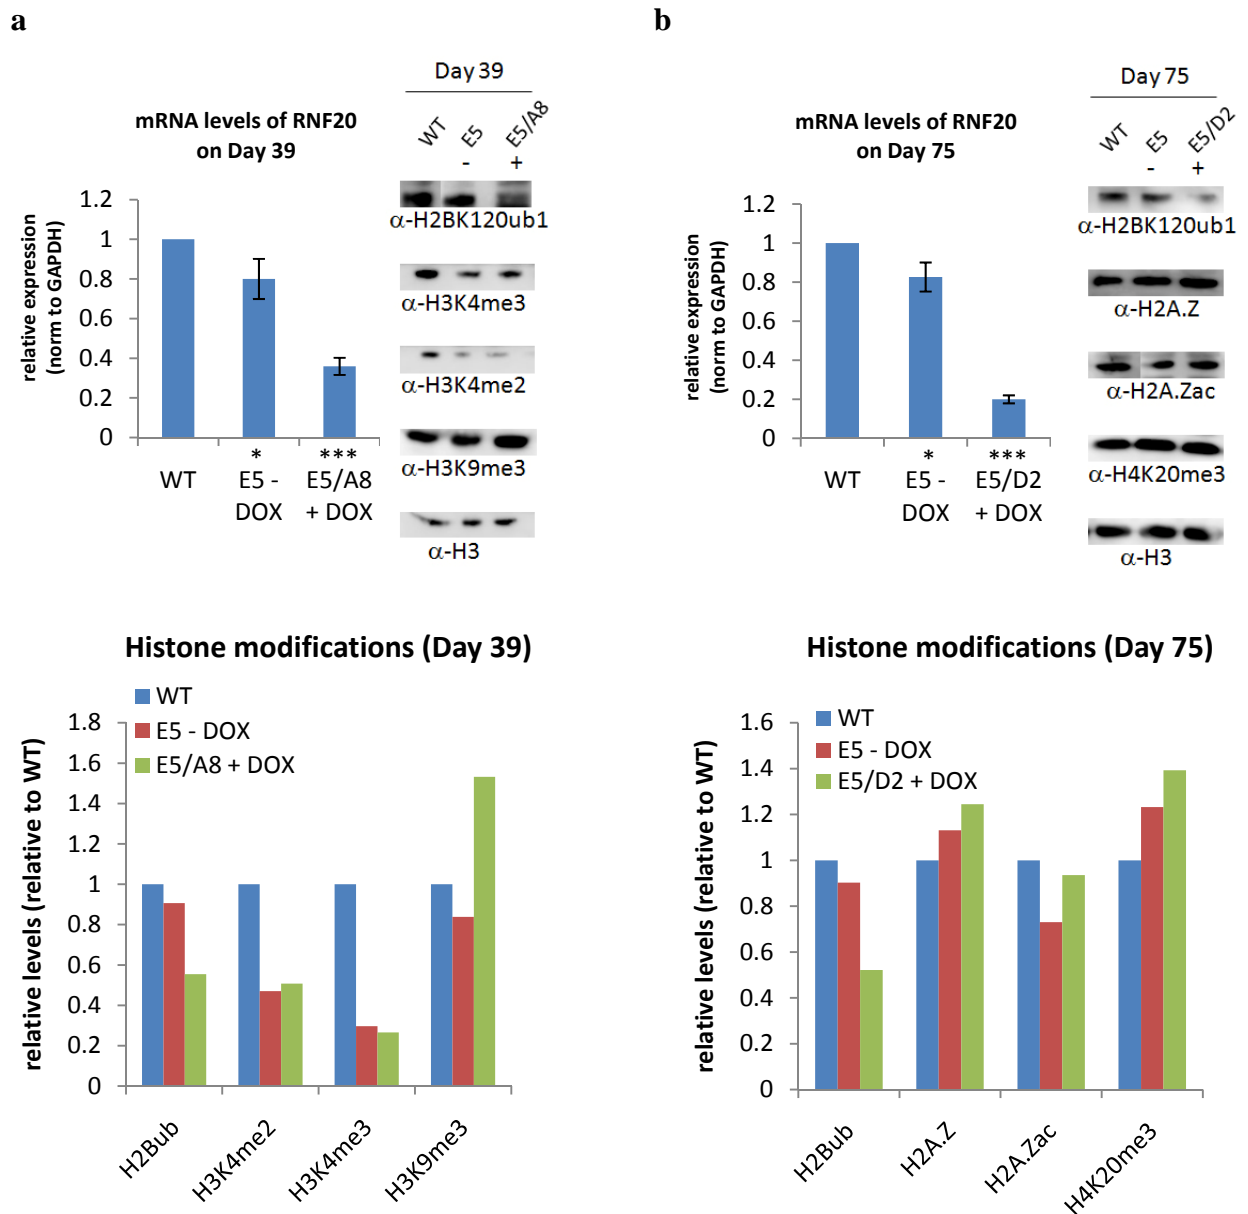 a
mRNA levels of RNF20
on Day 39
relative expression
(norm to GAPDH)
1.2
1
0.8
0.6
0.4
0.2
0
* ***
WT E5 - E5/A8
DOX + DOX
Day 39
WT E5 E5/A8
- +
α-H2BK120ub1
α-H3K4me3
α-H3K4me2
α-H3K9me3
α-H3
b
mRNA levels of RNF20
on Day 75
relative expression
(norm to GAPDH)
1.2
1
0.8
0.6
0.4
0.2
0
* ***
WT E5 - E5/D2
DOX + DOX
Day 75
WT E5 E5/D2
- +
α-H2BK120ub1
α-H2A.Z
α-H2A.Zac
α-H4K20me3
α-H3
Histone modifications (Day 39)
WT
E5 - DOX
E5/A8 + DOX
relative levels (relative to WT)
1.8
1.6
1.4
1.2
1
0.8
0.6
0.4
0.2
0
H2Bub H3K4me2 H3K4me3 H3K9me3
Histone modifications (Day 75)
WT
E5 - DOX
E5/D2 + DOX
relative levels (relative to WT)
1.6
1.4
1.2
1
0.8
0.6
0.4
0.2
0
H2Bub H2A.Z H2A.Zac H4K20me3